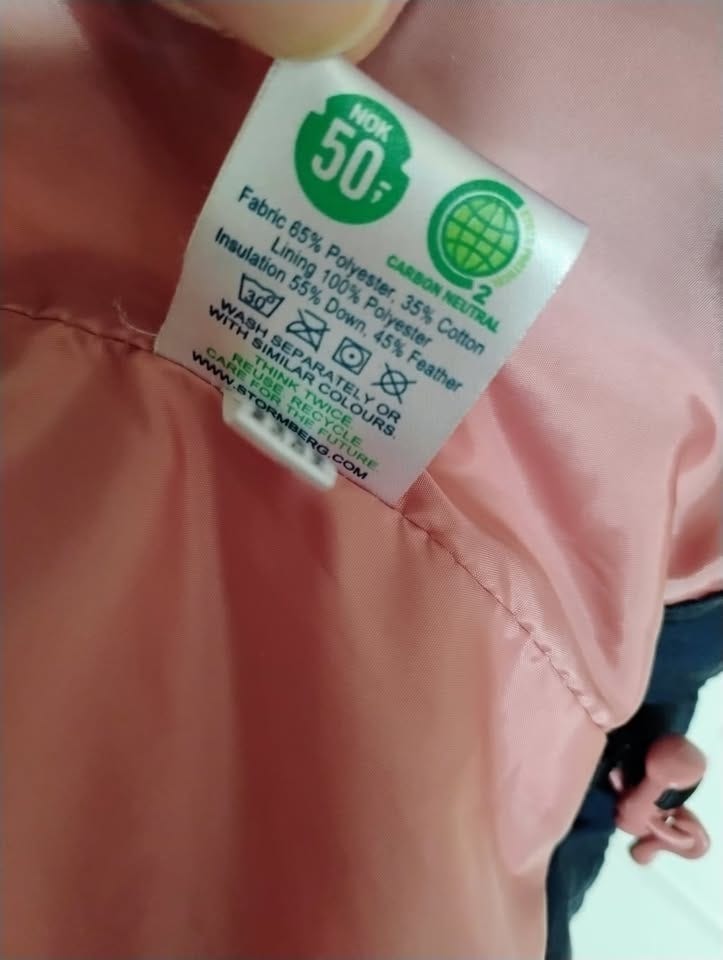 NOK
50,-
CARBON NEUTRAL
2
Fabric 65% Polyester, 35% Cotton
Lining 100% Polyester
Insulation 55% Down, 45% Feather
30°
WASH SEPARATELY OR
WITH SIMILAR COLOURS.
THINK TWICE
REUSE. RECYCLE.
CARE FOR THE FUTURE
WWW.STORMBERG.COM